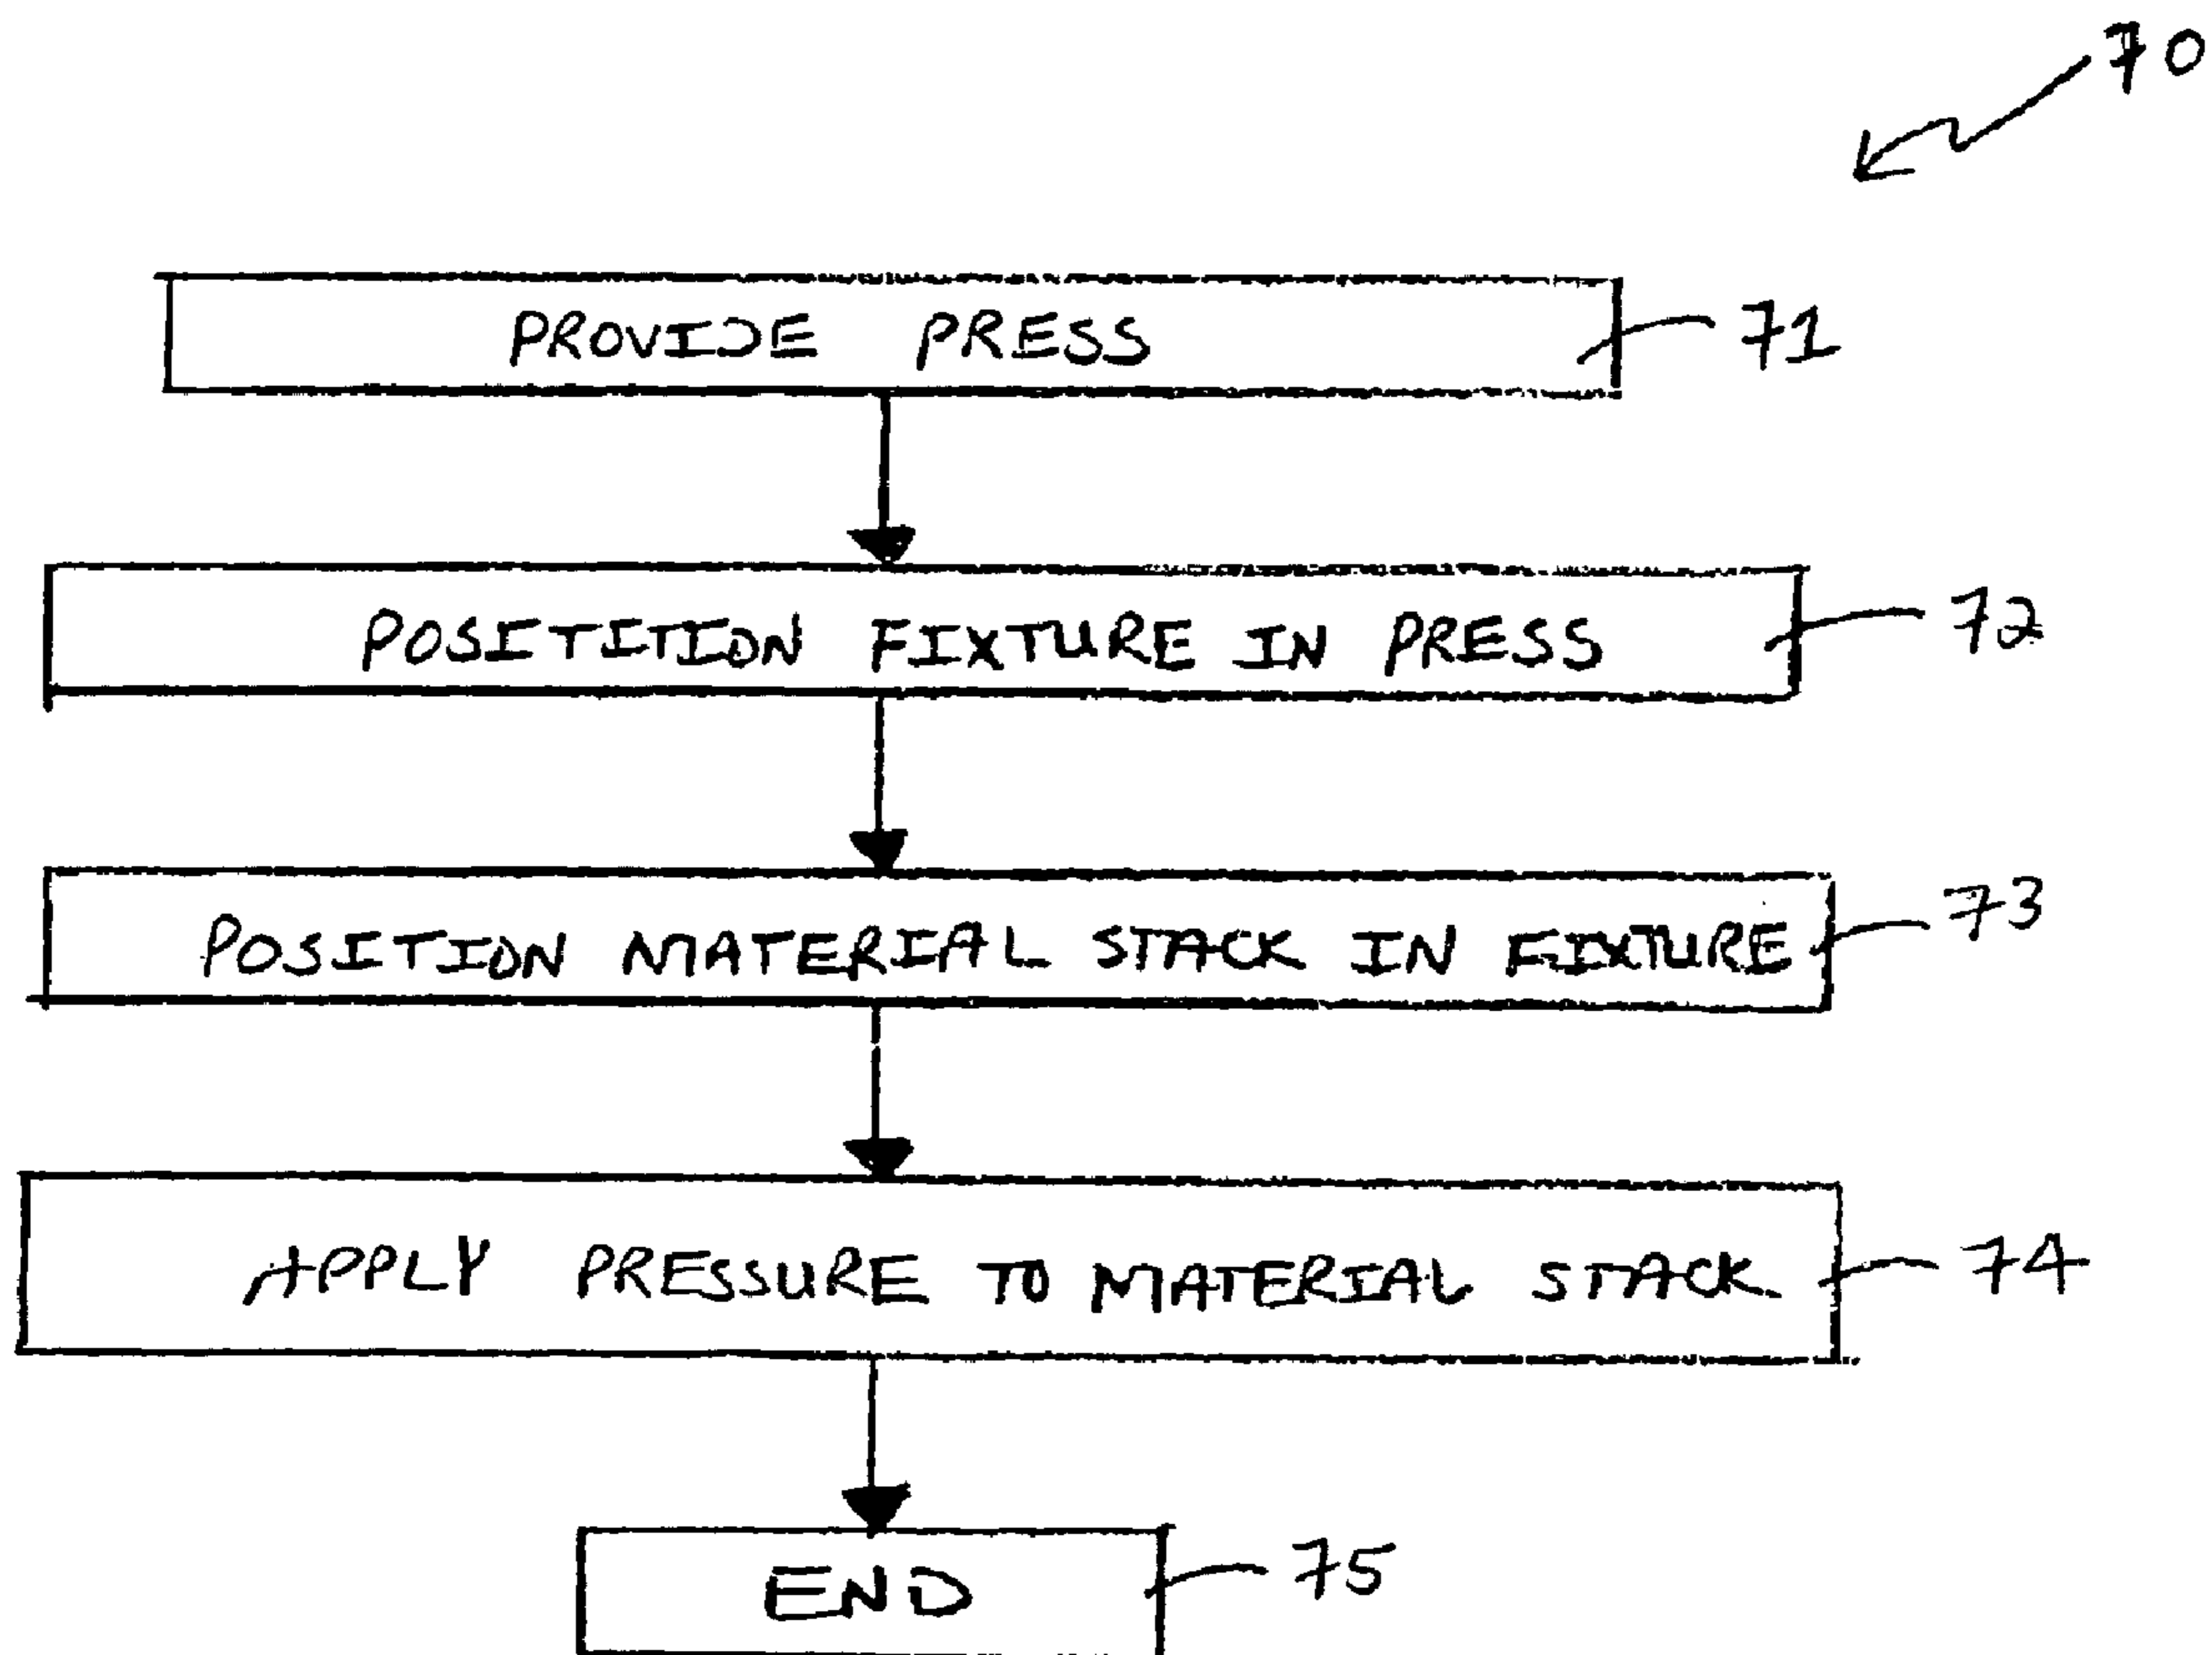 70
PROVIDE PRESS 71
POSITITION FIXTURE IN PRESS 72
POSITION MATERIAL STACK IN FIXTURE 73
APPLY PRESSURE TO MATERIAL STACK 74
END 75